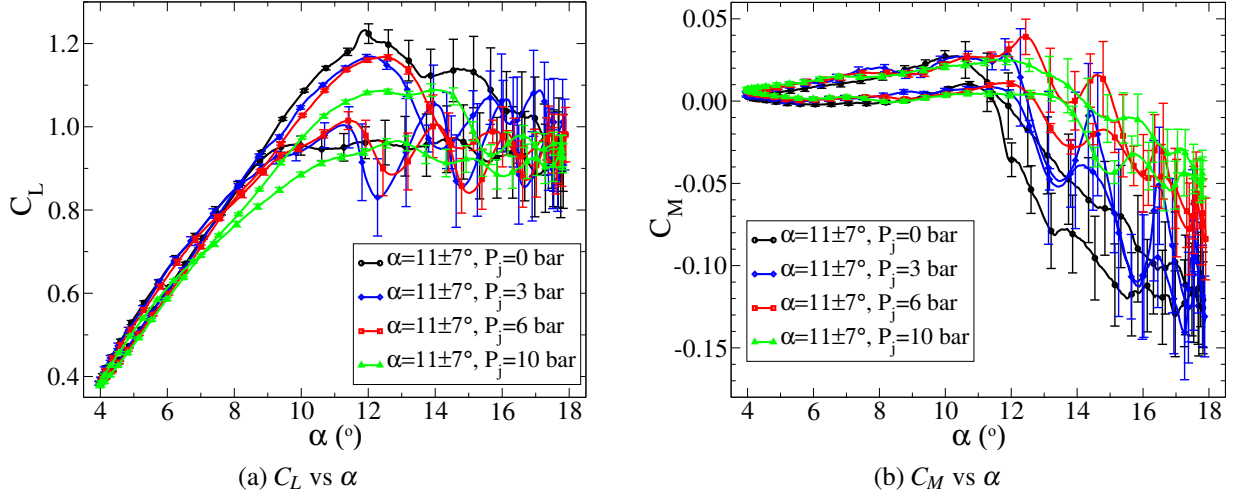 1.2
1.0
0.8
0.6
0.4
C_L
4 6 8 10 12 14 16 18
α (°)
α=11±7°, P_j=0 bar
α=11±7°, P_j=3 bar
α=11±7°, P_j=6 bar
α=11±7°, P_j=10 bar
(a) C_L vs α
0.05
0.00
-0.05
-0.10
-0.15
C_M
4 6 8 10 12 14 16 18
α (°)
α=11±7°, P_j=0 bar
α=11±7°, P_j=3 bar
α=11±7°, P_j=6 bar
α=11±7°, P_j=10 bar
(b) C_M vs α